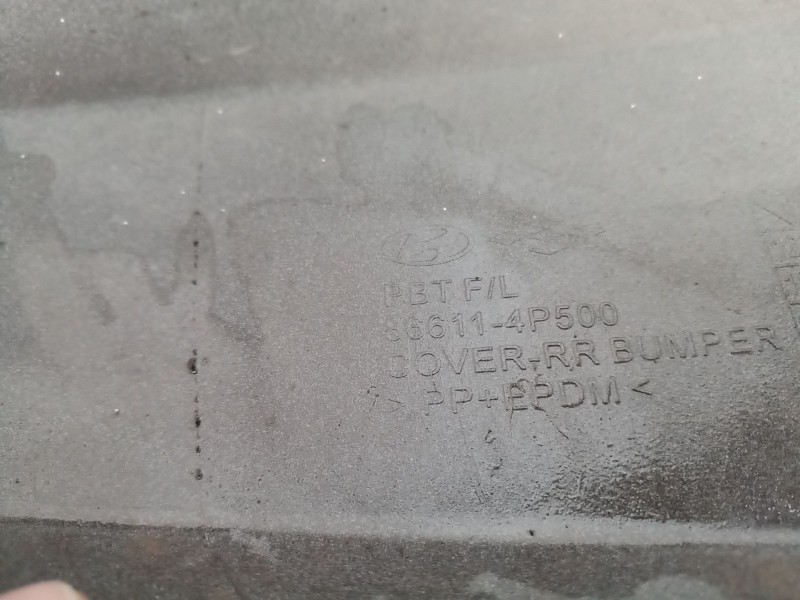 RBT F/L
86611-4P500
COVER-RR BUMPER
> PP+EPDM <